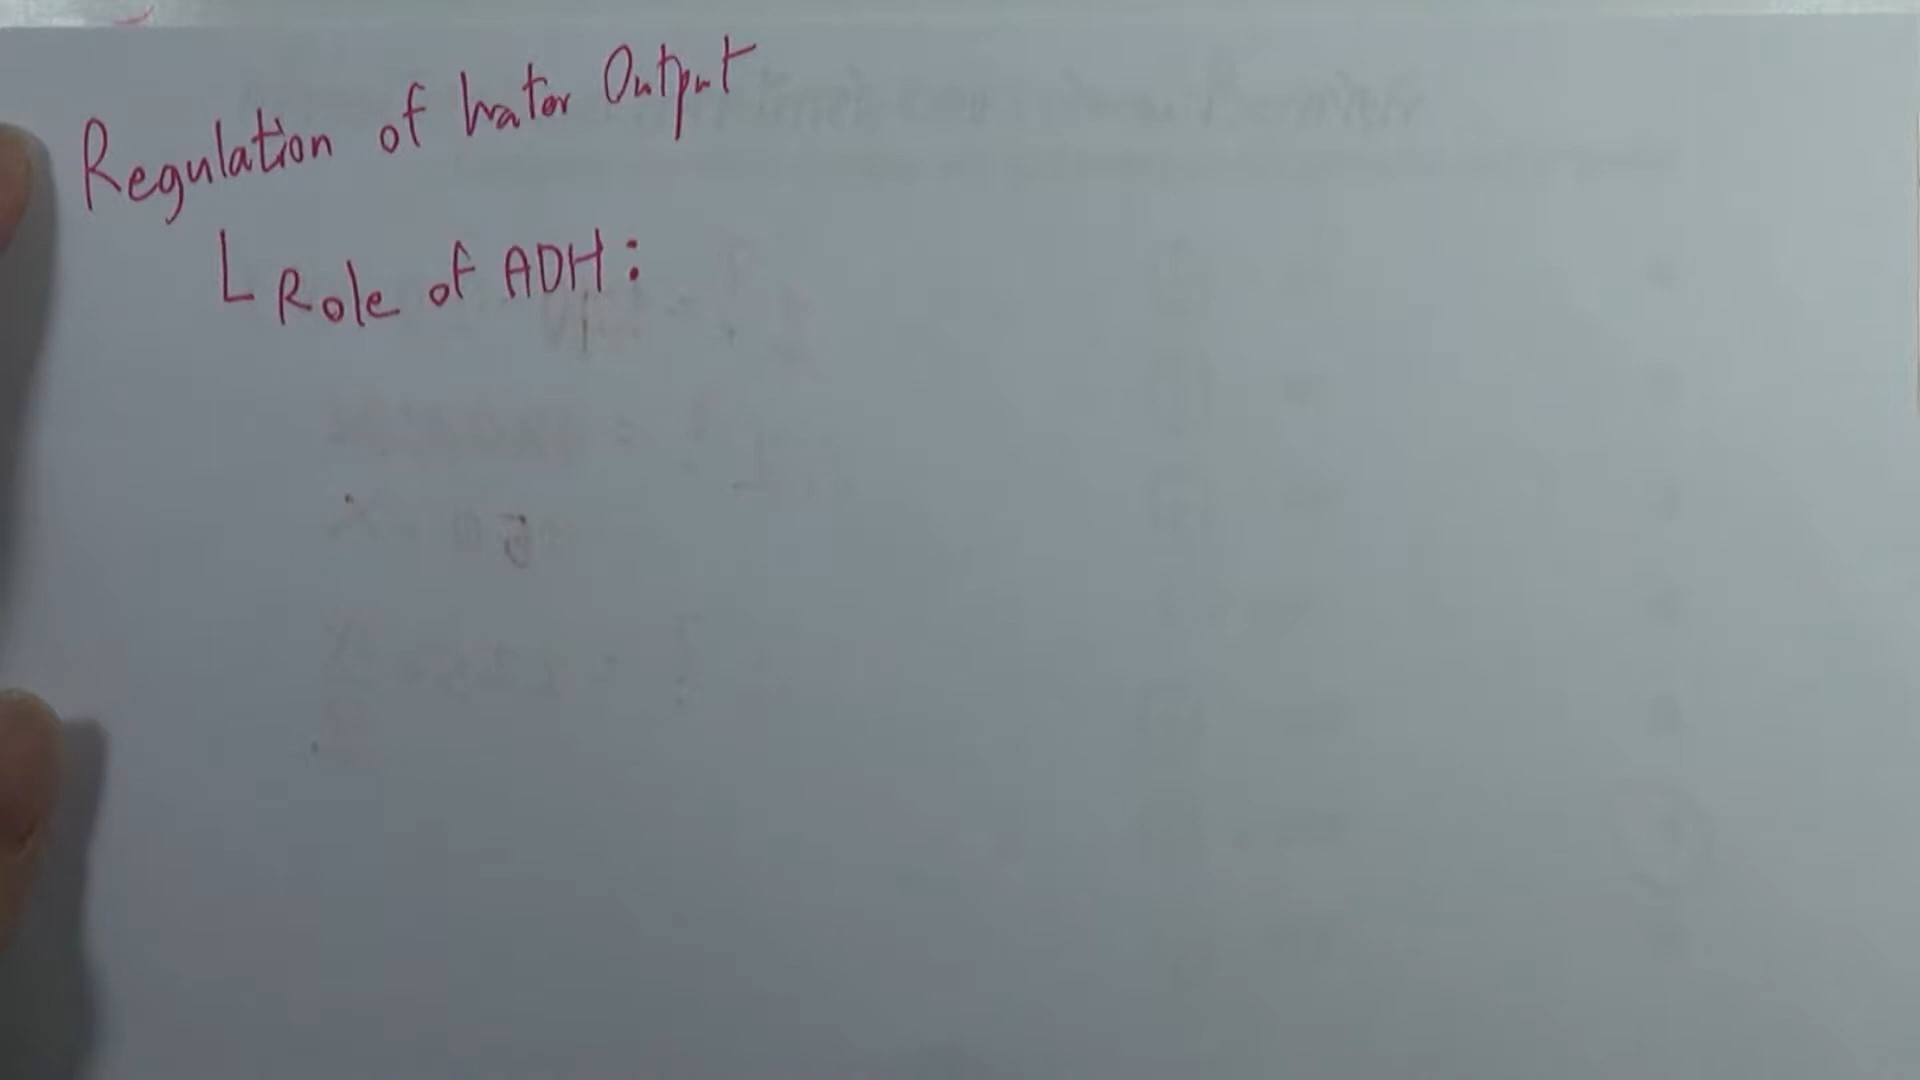 Regulation of water Output
Role of ADH: